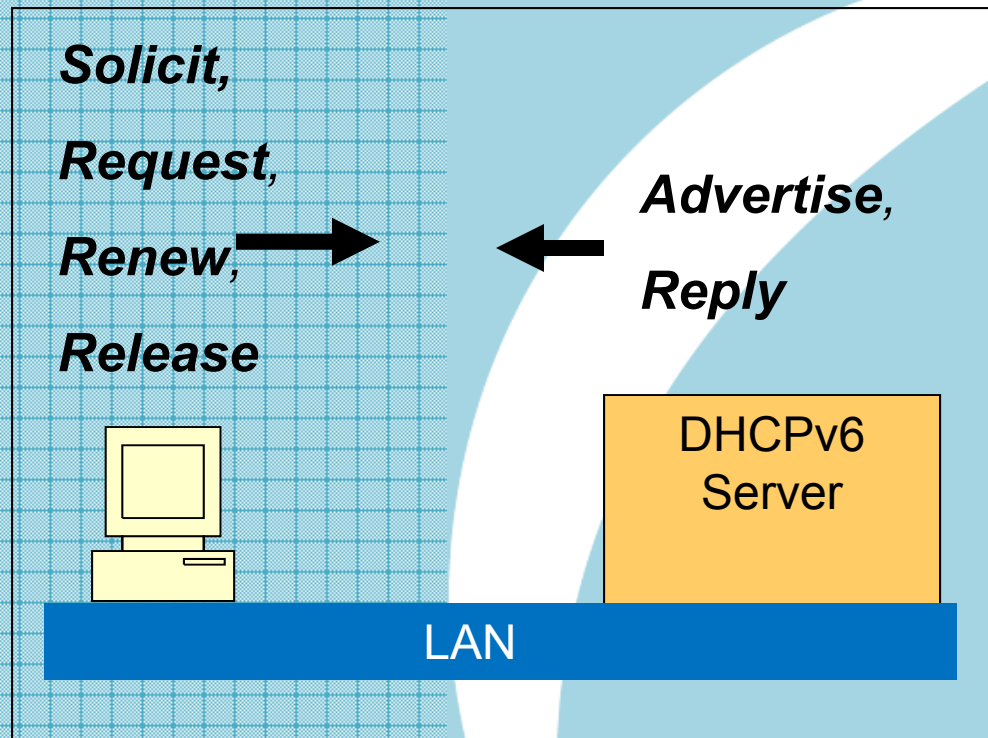 Solicit,
Request,
Renew,
Release
Advertise,
Reply
DHCPv6
Server
LAN